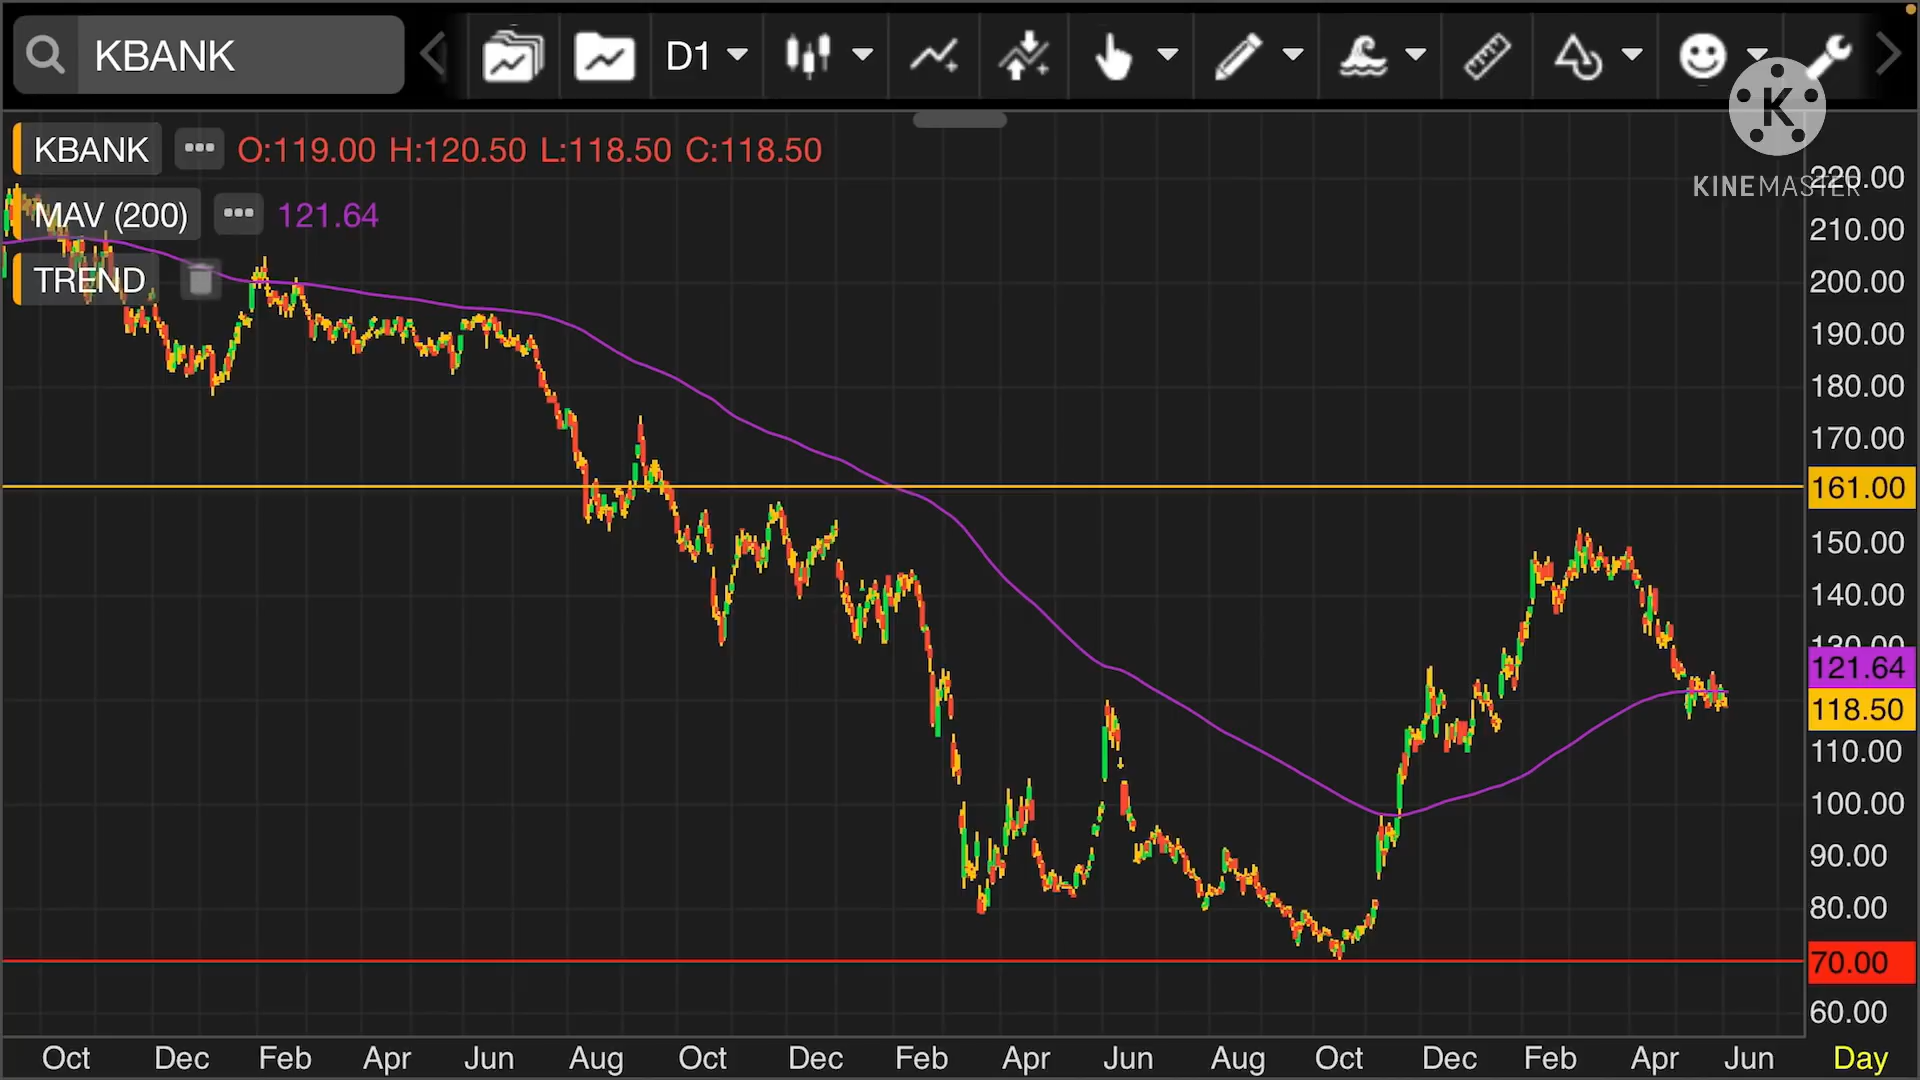 KBANK D1
KBANK ••• O:119.00 H:120.50 L:118.50 C:118.50
MAV (200) ••• 121.64
TREND
K
KINEMASTER
220.00
210.00
200.00
190.00
180.00
170.00
161.00
150.00
140.00
130.00
121.64
118.50
110.00
100.00
90.00
80.00
70.00
60.00
Oct Dec Feb Apr Jun Aug Oct Dec Feb Apr Jun Aug Oct Dec Feb Apr Jun Day